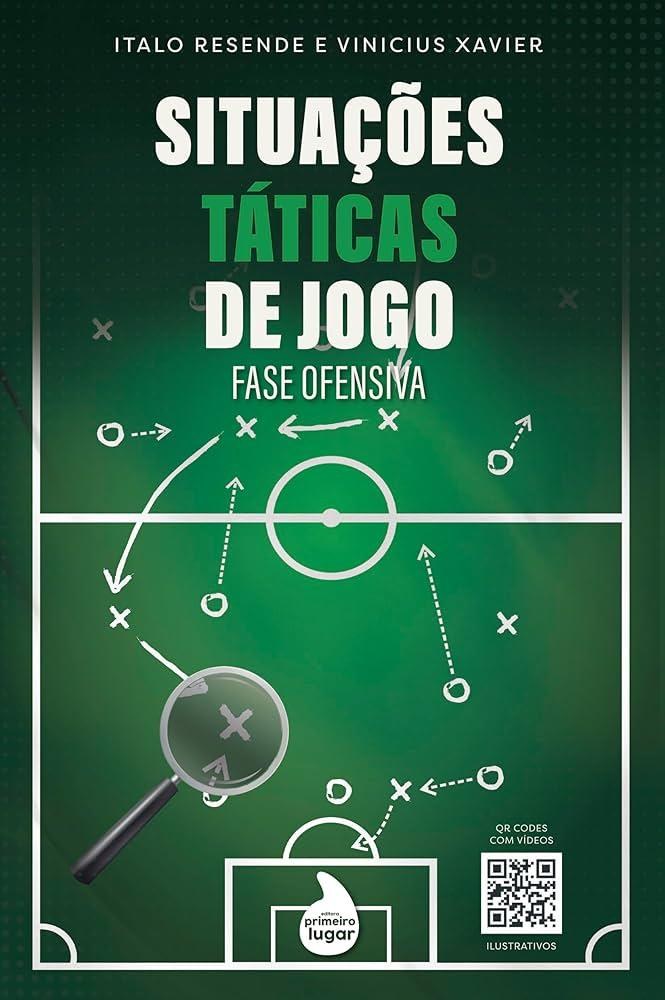 ITALO RESENDE E VINICIUS XAVIER
SITUAÇÕES
TÁTICAS
DE JOGO
FASE OFENSIVA
QR CODES
COM VÍDEOS
ILUSTRATIVOS
editora
primeiro
lugar